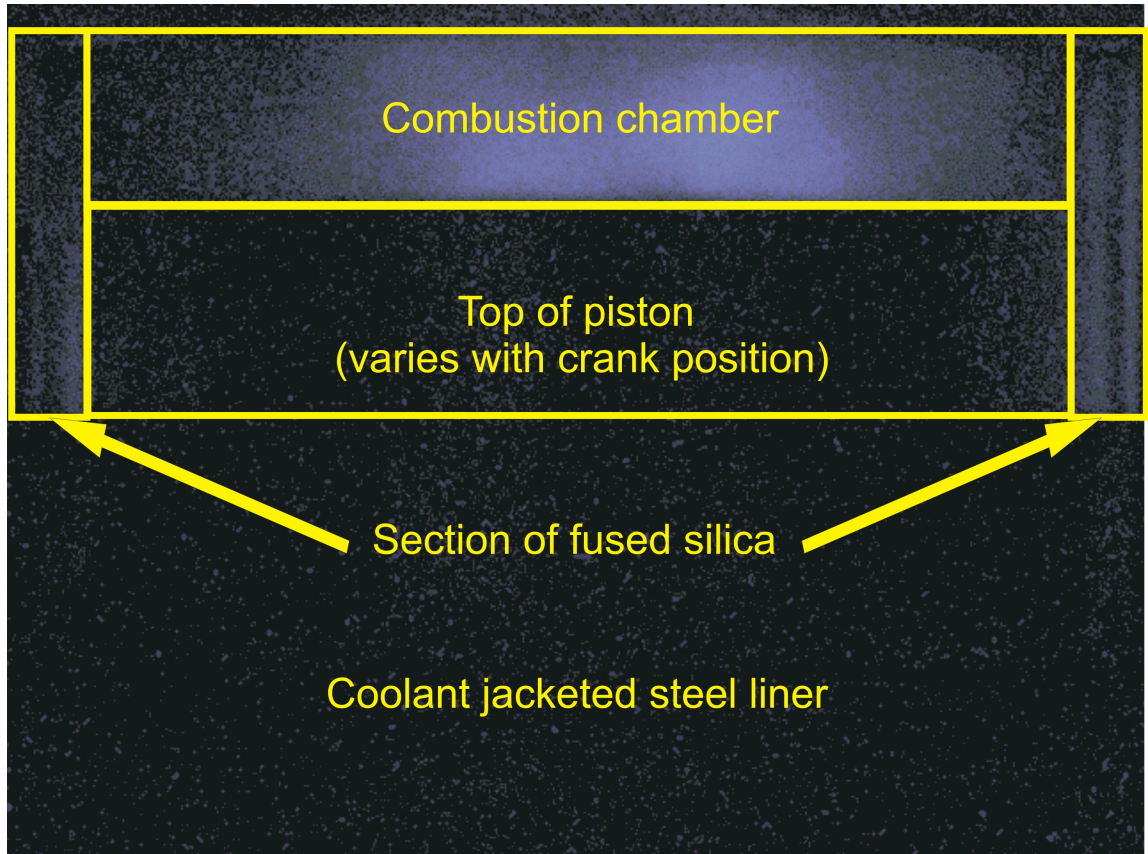 Combustion chamber
Top of piston
(varies with crank position)
Section of fused silica
Coolant jacketed steel liner